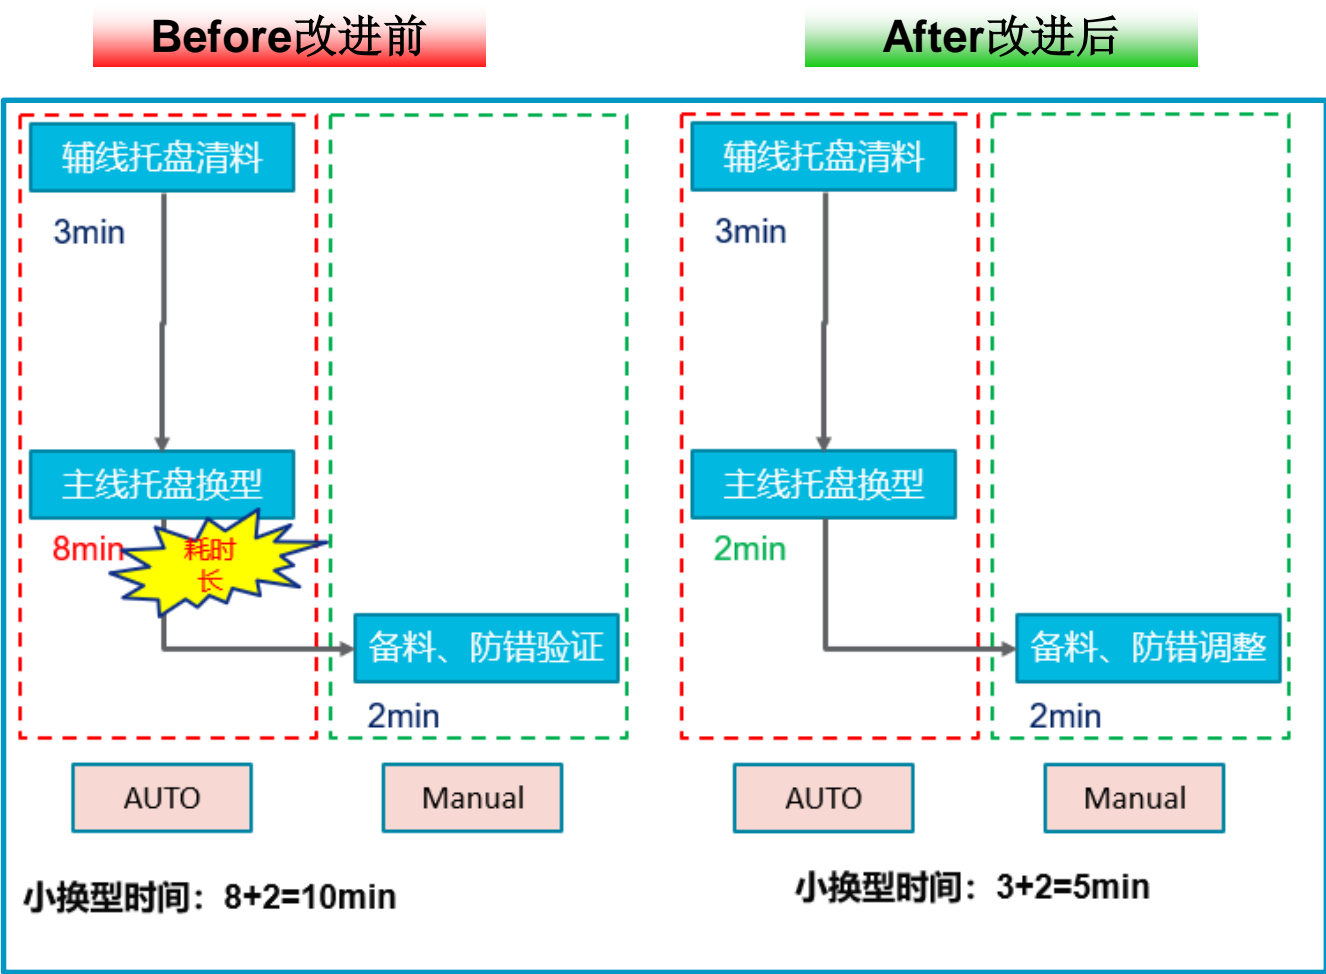 Before改进前
After改进后
辅线托盘清料
3min
主线托盘换型
8min
耗时
长
备料、防错验证
2min
AUTO
Manual
小换型时间：8+2=10min
辅线托盘清料
3min
主线托盘换型
2min
备料、防错调整
2min
AUTO
Manual
小换型时间：3+2=5min